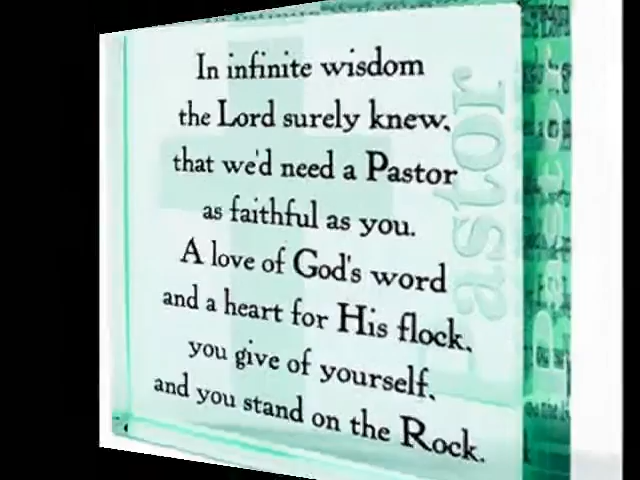 In infinite wisdom
the Lord surely knew,
that we'd need a Pastor
as faithful as you.
A love of God's word
and a heart for His flock,
you give of yourself,
and you stand on the Rock.
astor